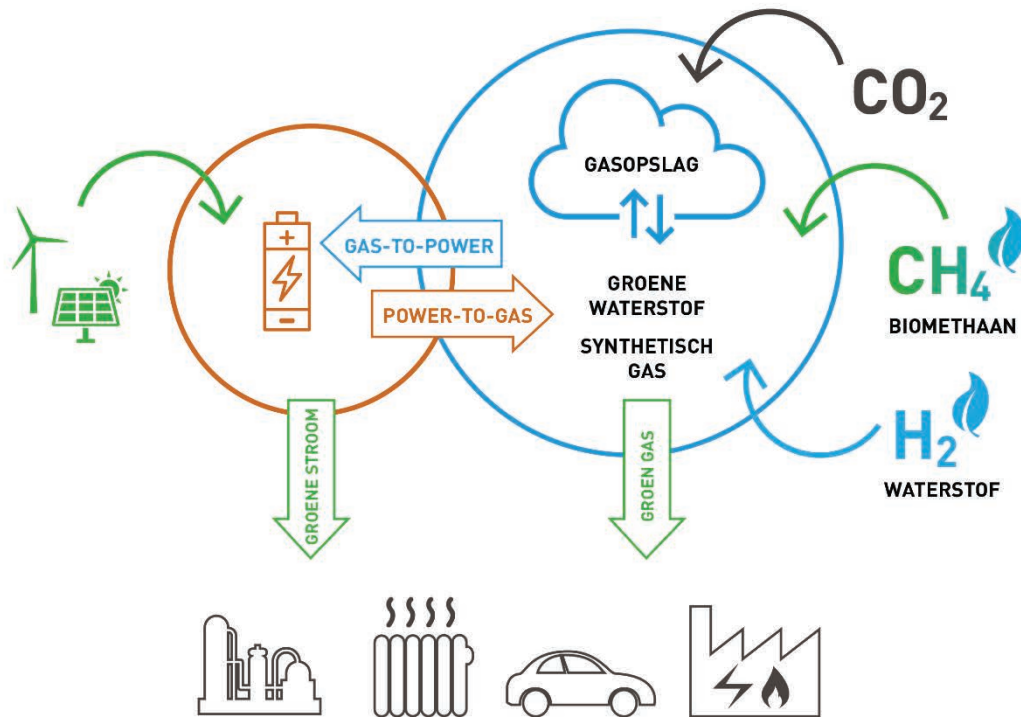 CO₂
GASOPSLAG
GAS-TO-POWER
POWER-TO-GAS
GROENE
WATERSTOF
SYNTHETISCH
GAS
CH₄
BIOMETHAAN
H₂
WATERSTOF
GROENE STROOM
GROEN GAS